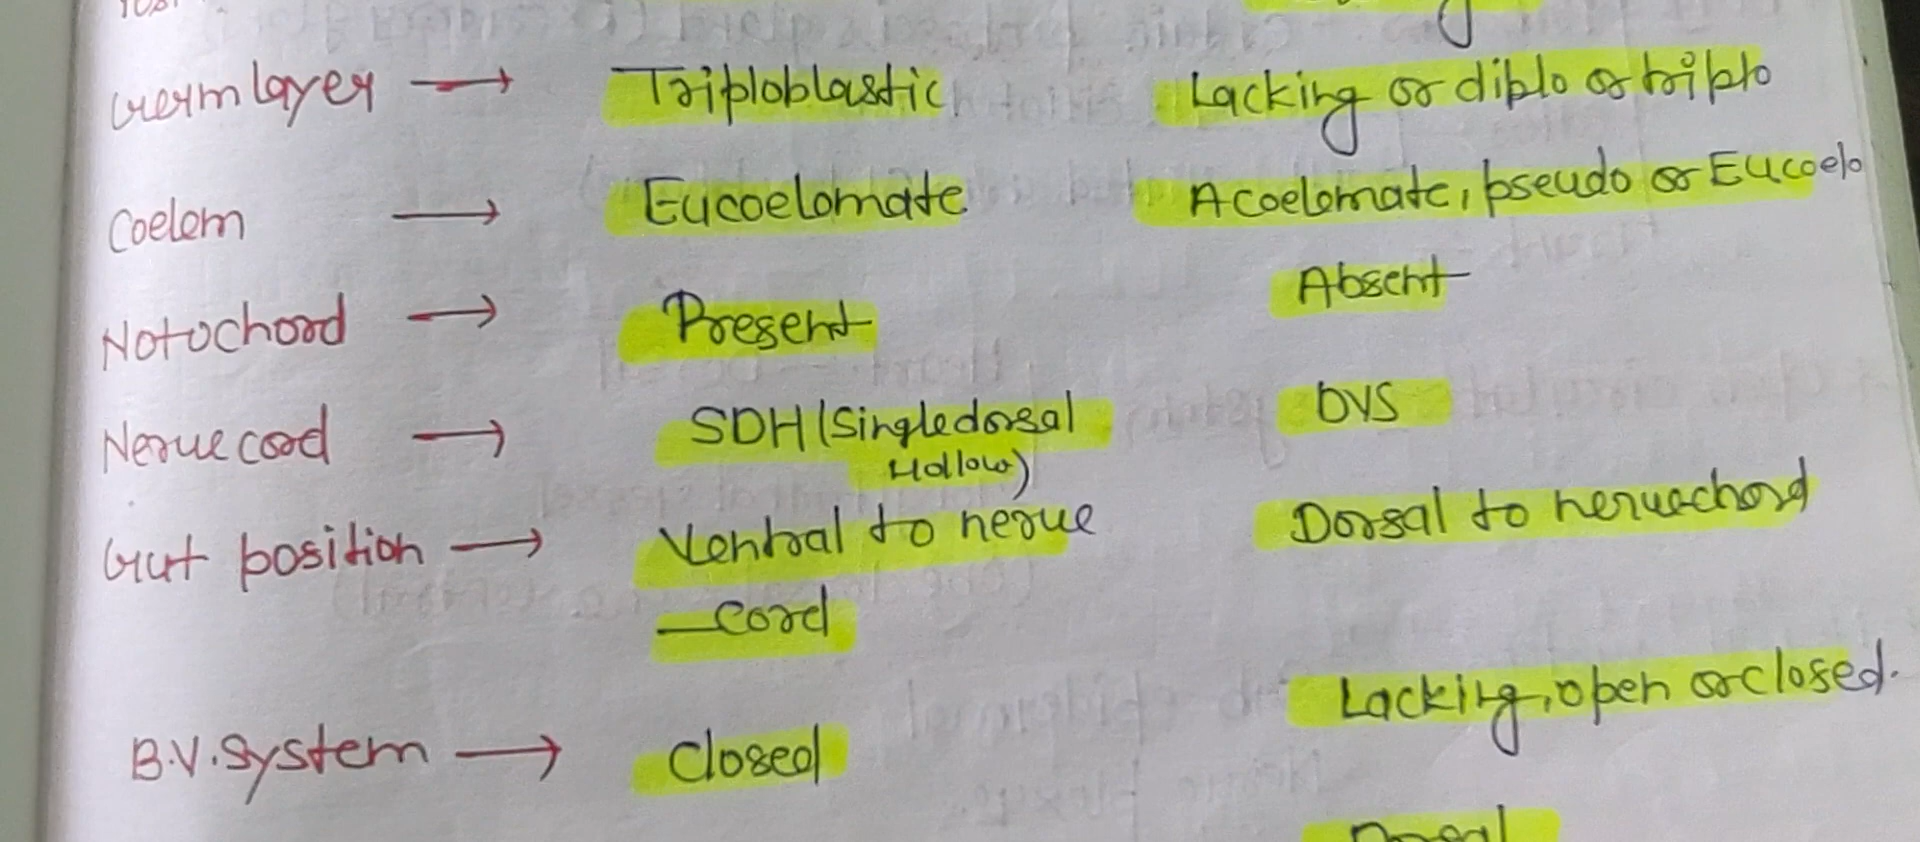 Germ layer → Triploblastic Lacking or diplo or triplo
Coelem → Eucoelomate Acoelomate, pseudo or Eucoelo
Notochord → Present Absent
Nerve cord → SDH (Single dorsal DVS
Hollow)
Gut position → Ventral to nerve Dorsal to nervechord
— Cord
B.V. System → Closed Lacking, open or closed.